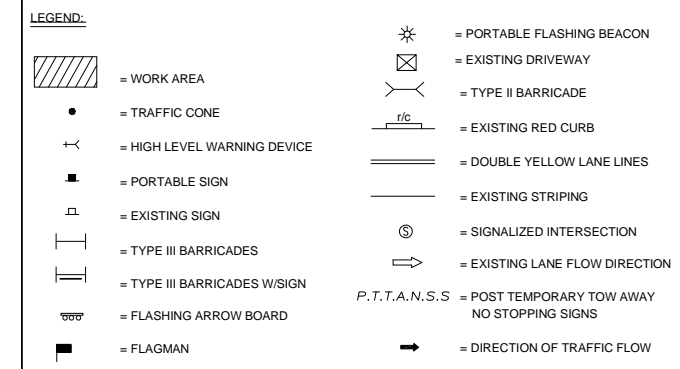 LEGEND:
= WORK AREA
= TRAFFIC CONE
= HIGH LEVEL WARNING DEVICE
= PORTABLE SIGN
= EXISTING SIGN
= TYPE III BARRICADES
= TYPE III BARRICADES W/SIGN
= FLASHING ARROW BOARD
= FLAGMAN
= PORTABLE FLASHING BEACON
= EXISTING DRIVEWAY
= TYPE II BARRICADE
r/c = EXISTING RED CURB
= DOUBLE YELLOW LANE LINES
= EXISTING STRIPING
S = SIGNALIZED INTERSECTION
= EXISTING LANE FLOW DIRECTION
P.T.T.A.N.S.S = POST TEMPORARY TOW AWAY
NO STOPPING SIGNS
= DIRECTION OF TRAFFIC FLOW